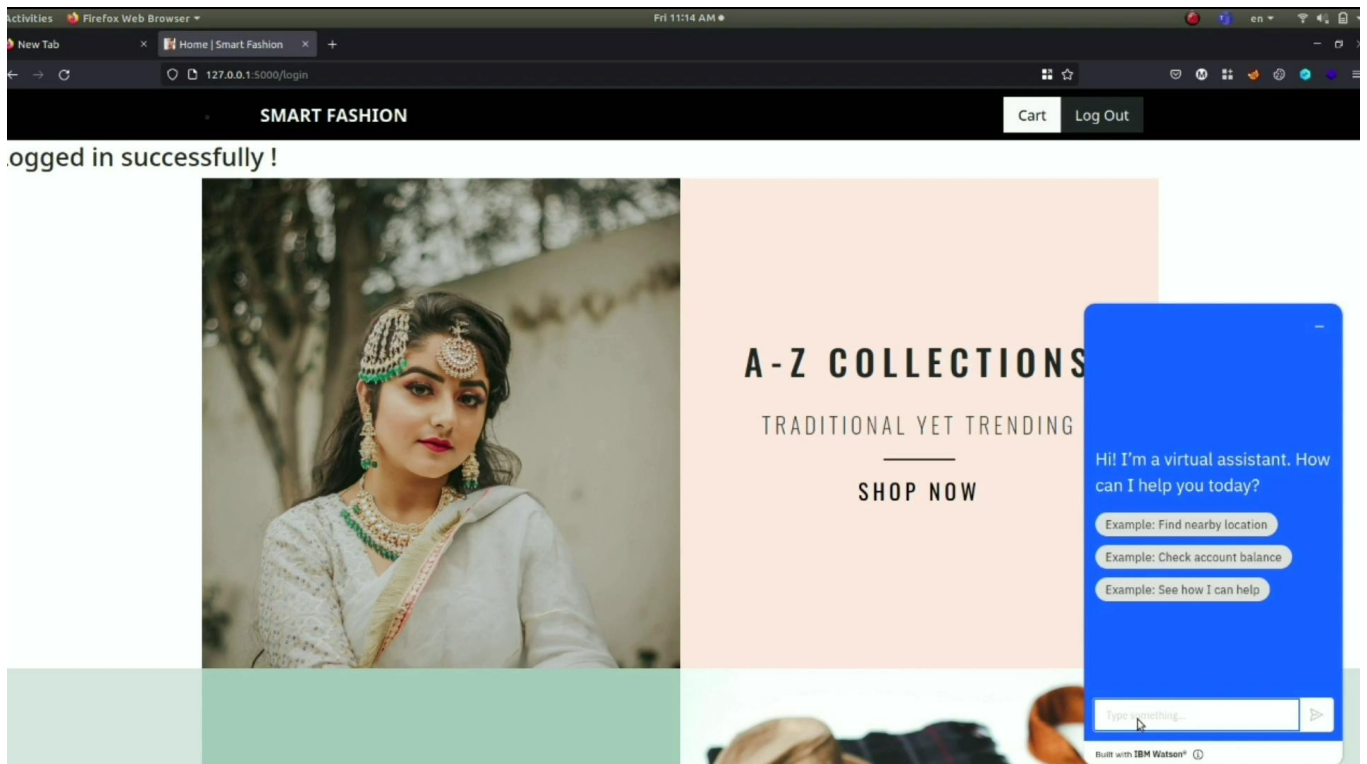 Activities Firefox Web Browser Fri 11:14 AM en
New Tab Home | Smart Fashion
127.0.0.1:5000/login
SMART FASHION Cart Log Out
ogged in successfully !
A-Z COLLECTIONS
TRADITIONAL YET TRENDING
SHOP NOW
Hi! I'm a virtual assistant. How
can I help you today?
Example: Find nearby location
Example: Check account balance
Example: See how I can help
Type something...
Built with IBM Watson®